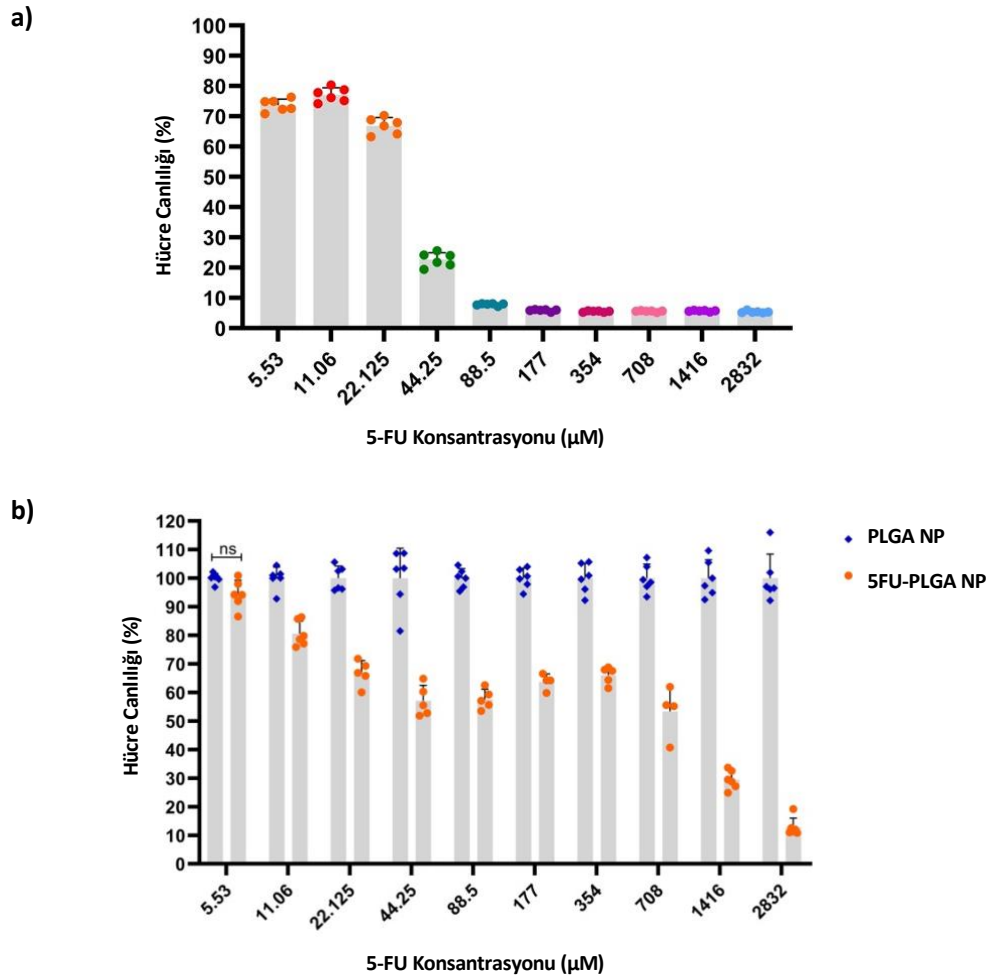 a)
Hücre Canlılığı (%)
100
90
80
70
60
50
40
30
20
10
0
5.53 11.06 22.125 44.25 88.5 177 354 708 1416 2832
5-FU Konsantrasyonu (µM)
b)
Hücre Canlılığı (%)
120
110
100
90
80
70
60
50
40
30
20
10
0
ns
PLGA NP
5FU-PLGA NP
5.53 11.06 22.125 44.25 88.5 177 354 708 1416 2832
5-FU Konsantrasyonu (µM)